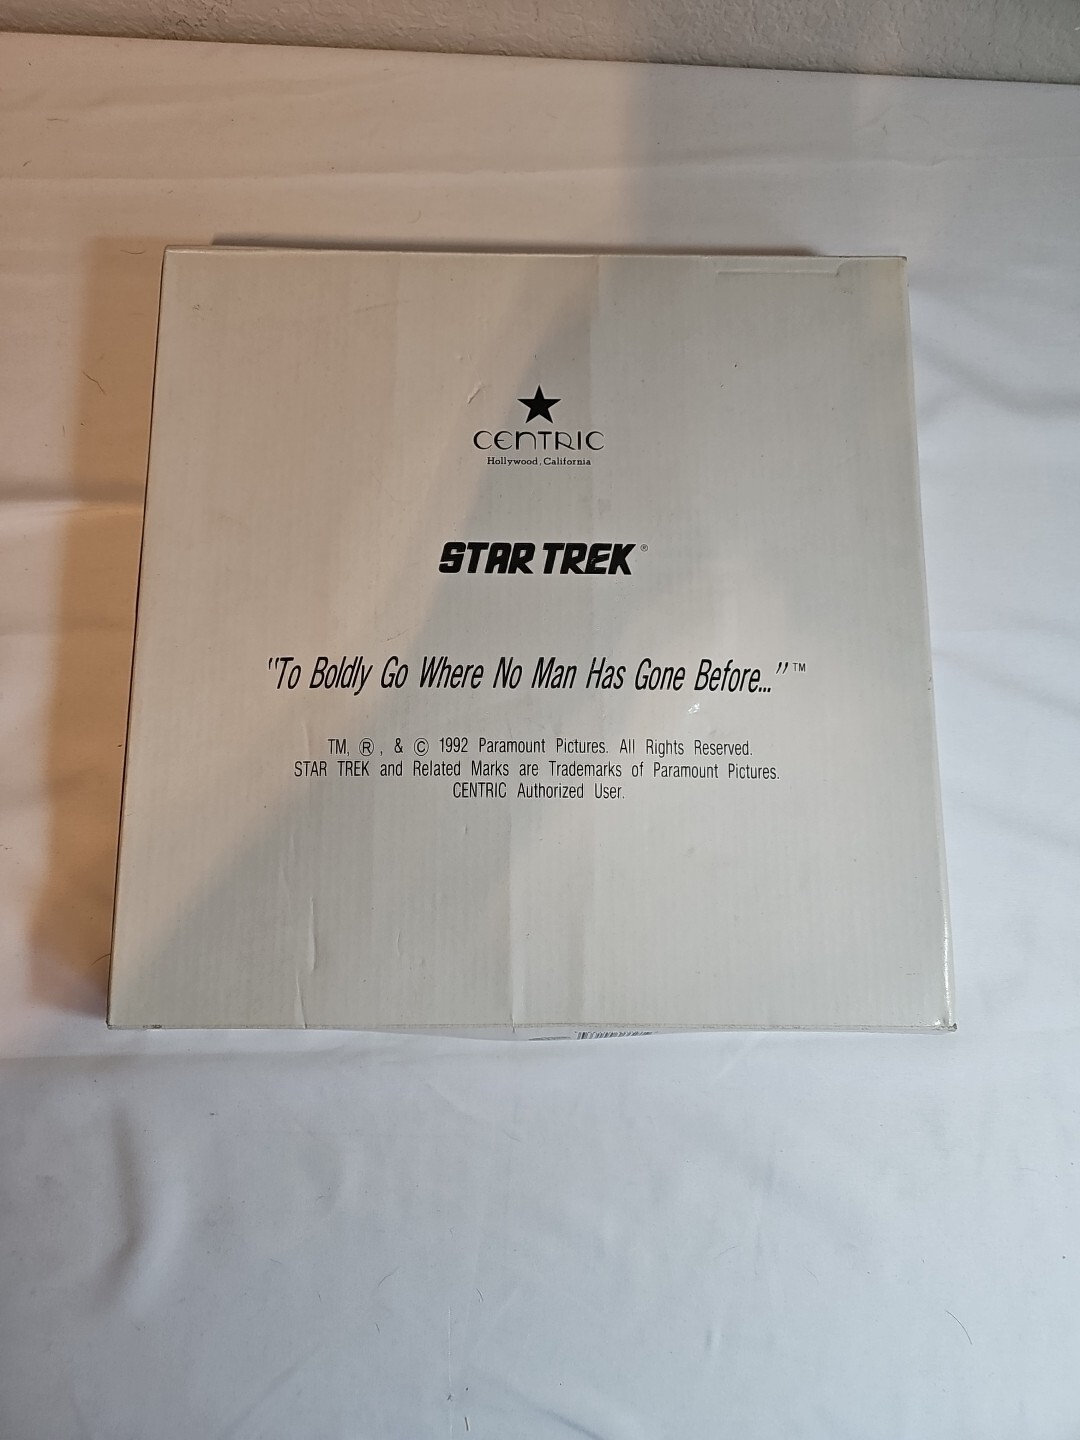 CENTRIC
Hollywood, California
STAR TREK®
"To Boldly Go Where No Man Has Gone Before..."™
TM, ®, & © 1992 Paramount Pictures. All Rights Reserved.
STAR TREK and Related Marks are Trademarks of Paramount Pictures.
CENTRIC Authorized User.